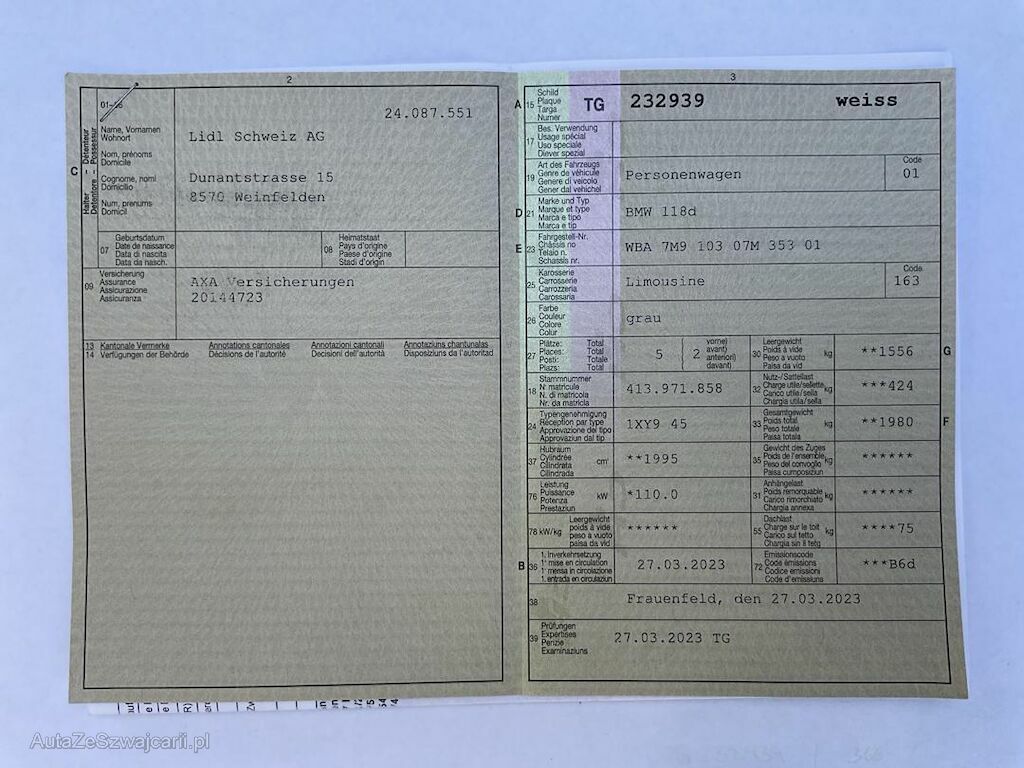 2
01-06
24.087.551
Halter Détenteur
Detentore - Possessur
C
Name, Vornamen
Wohnort
Nom, prénoms
Domicile
Cognome, nomi
Domicilio
Num, prenums
Domicil
Lidl Schweiz AG
Dunantstrasse 15
8570 Weinfelden
07
Geburtsdatum
Date de naissance
Data di nascita
Data da nasch.
08
Heimatstaat
Pays d'origine
Paese d'origine
Stadi d'origin
09
Versicherung
Assurance
Assicurazione
Assicuranza
AXA Versicherungen
20144723
13 Kantonale Vermerke Annotations cantonales Annotazioni cantonali Annotaziuns chantunalas
14 Verfügungen der Behörde Décisions de l'autorité Decisioni dell'autorità Disposiziuns da l'autoritad
3
A 15
Schild
Plaque
Targa
Numer
TG 232939 weiss
17
Bes. Verwendung
Usage spécial
Uso speciale
Diever spezial
19
Art des Fahrzeugs
Genre de véhicule
Genere di veicolo
Gener dal vehichel
Personenwagen
Code
01
D 21
Marke und Typ
Marque et type
Marca e tipo
Marca e tip
BMW 118d
E 23
Fahrgestell-Nr.
Châssis no
Telaio n.
Schassis nr.
WBA 7M9 103 07M 353 01
25
Karosserie
Carrosserie
Carrozzeria
Carossaria
Limousine
Code
163
26
Farbe
Couleur
Colore
Colur
grau
27
Plätze: Total
Places: Total
Posti: Totale
Plazs: Total
5 ( 2
vorne)
avant)
anteriori)
davant)
30
Leergewicht
Poids à vide
Peso a vuoto
Paisa da vid
kg
**1556
G
18
Stammnummer
N° matricule
N. di matricola
Nr. da matricla
413.971.858
32
Nutz-/Sattellast
Charge utile/sellette
Carico utile/sella
Chargia utila/sella
kg
***424
24
Typengenehmigung
Réception par type
Approvazione del tipo
Approvaziun dal tip
1XY9 45
33
Gesamtgewicht
Poids total
Peso totale
Paisa totala
kg
**1980
F
37
Hubraum
Cylindrée
Cilindrata
Cilindrada
cm³
**1995
35
Gewicht des Zuges
Poids de l'ensemble
Peso del convoglio
Paisa cumposiziun
kg
******
76
Leistung
Puissance
Potenza
Prestaziun
kW
*110.0
31
Anhängelast
Poids remorquable
Carico rimorchiato
Chargia annexa
kg
******
78 kW/kg
Leergewicht
poids à vide
peso a vuoto
paisa da vid
******
55
Dachlast
Charge sur le toit
Carico sul tetto
Chargia sin il tetg
kg
****75
B 36
1. Inverkehrsetzung
1re mise en circulation
1a messa in circolazione
1. entrada en circulaziun
27.03.2023
72
Emissionscode
Code émissions
Codice emissioni
Code d'emissiuns
***B6d
38
Frauenfeld, den 27.03.2023
39
Prüfungen
Expertises
Perizie
Examinaziuns
27.03.2023 TG
AutaZeSzwajcarii.pl